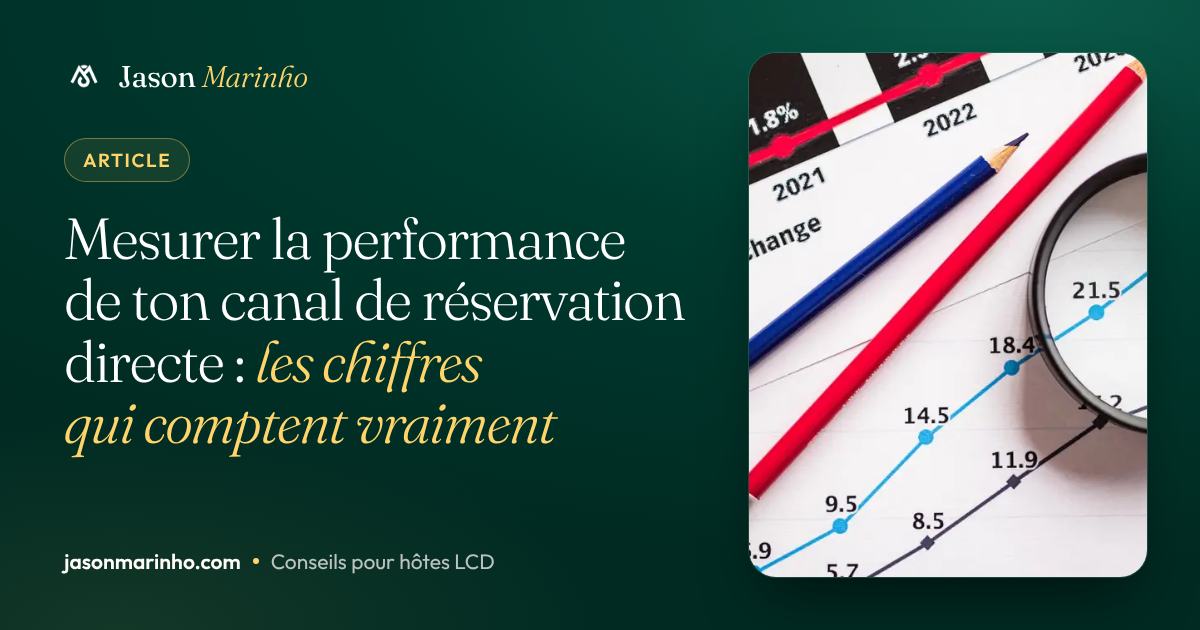 Jason Marinho
ARTICLE
Mesurer la performance
de ton canal de réservation
directe : les chiffres
qui comptent vraiment
jasonmarinho.com • Conseils pour hôtes LCD
1.8%
2021
2022
hange
21.5
18.4
14.5
11.9
9.5
8.5
5.7